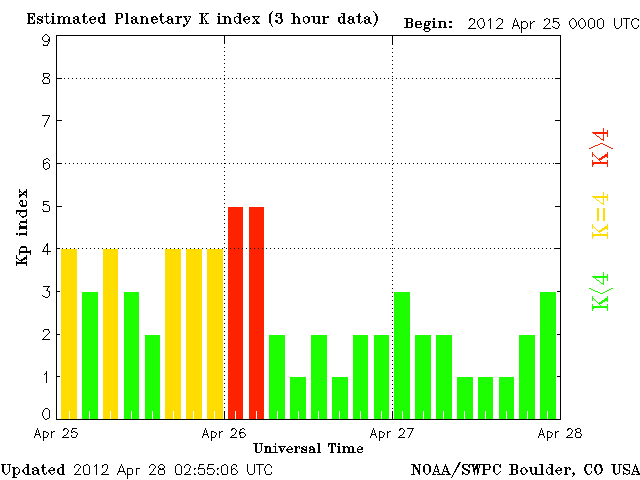 Estimated Planetary K index (3 hour data)
Begin: 2012 Apr 25 0000 UTC
9
8
7
6
5
4
3
2
1
0
Kp index
Apr 25
Apr 26
Apr 27
Apr 28
Universal Time
K>4
K=4
K<4
Updated 2012 Apr 28 02:55:06 UTC
NOAA/SWPC Boulder, CO USA